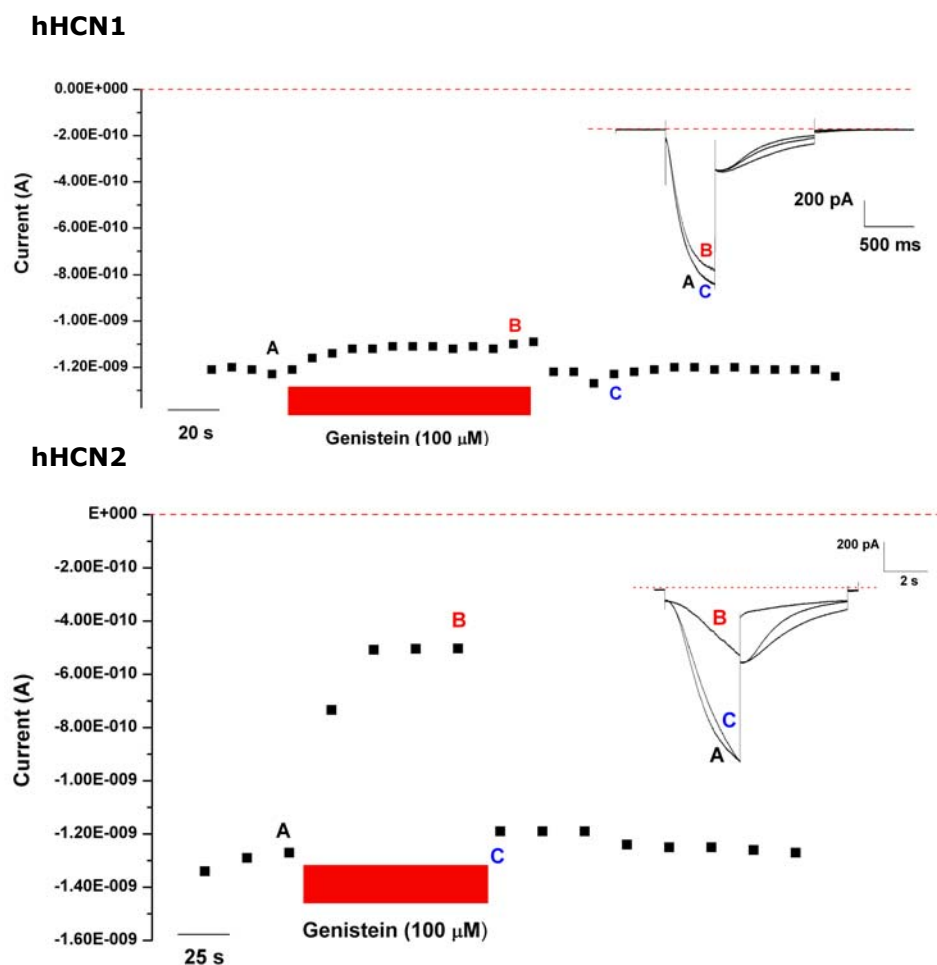 hHCN1
0.00E+000
-2.00E-010
-4.00E-010
-6.00E-010
-8.00E-010
-1.00E-009
-1.20E-009
Current (A)
200 pA
500 ms
B
A
C
A
B
C
20 s
Genistein (100 μM)
hHCN2
E+000
-2.00E-010
-4.00E-010
-6.00E-010
-8.00E-010
-1.00E-009
-1.20E-009
-1.40E-009
-1.60E-009
Current (A)
200 pA
2 s
B
C
A
B
A
C
25 s
Genistein (100 μM)